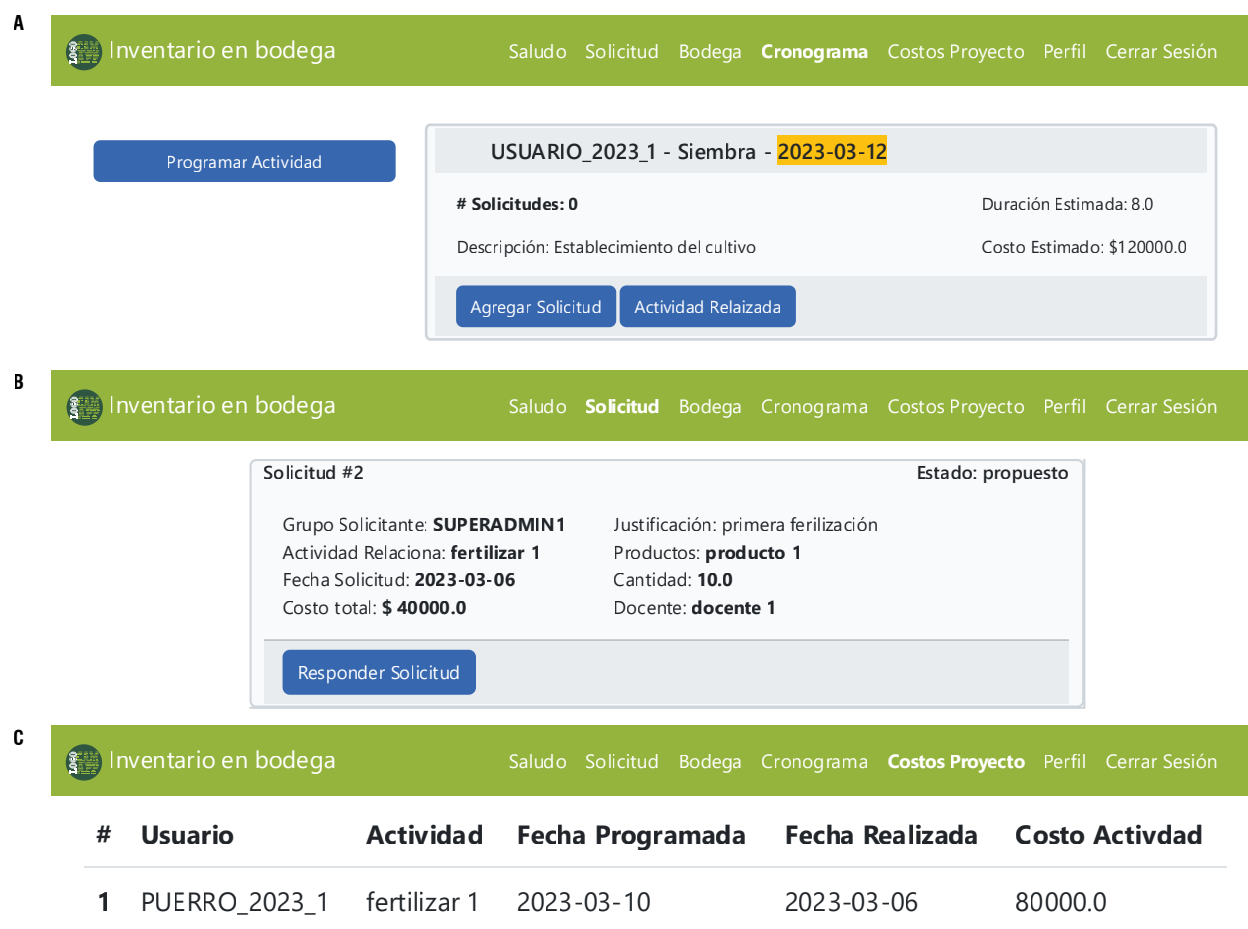 A
LOGO
Inventario en bodega Saludo Solicitud Bodega Cronograma Costos Proyecto Perfil Cerrar Sesión
Programar Actividad
USUARIO_2023_1 - Siembra - 2023-03-12
# Solicitudes: 0 Duración Estimada: 8.0
Descripción: Establecimiento del cultivo Costo Estimado: $120000.0
Agregar Solicitud Actividad Relaizada
B
LOGO
Inventario en bodega Saludo Solicitud Bodega Cronograma Costos Proyecto Perfil Cerrar Sesión
Solicitud #2 Estado: propuesto
Grupo Solicitante: SUPERADMIN1 Justificación: primera ferilización
Actividad Relaciona: fertilizar 1 Productos: producto 1
Fecha Solicitud: 2023-03-06 Cantidad: 10.0
Costo total: $ 40000.0 Docente: docente 1
Responder Solicitud
C
LOGO
Inventario en bodega Saludo Solicitud Bodega Cronograma Costos Proyecto Perfil Cerrar Sesión
# Usuario Actividad Fecha Programada Fecha Realizada Costo Activdad
1 PUERRO_2023_1 fertilizar 1 2023-03-10 2023-03-06 80000.0